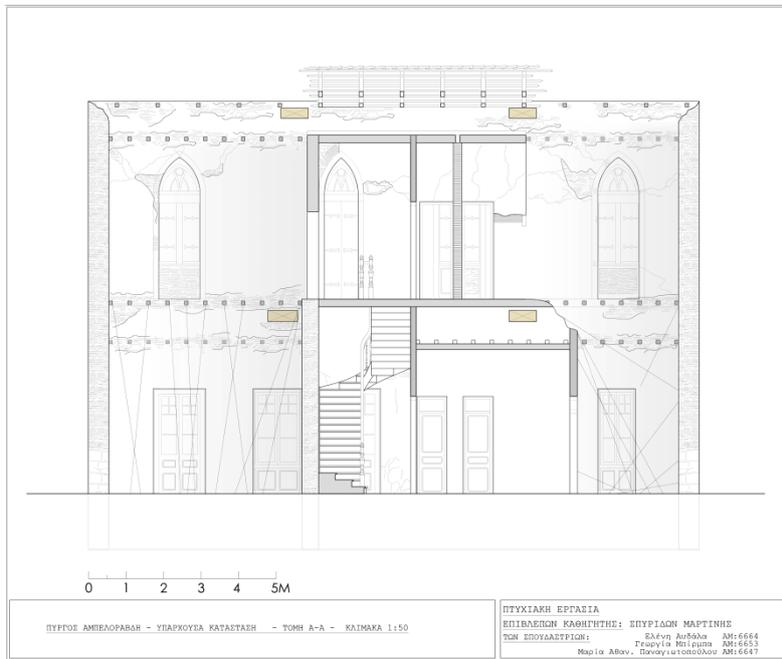 0 1 2 3 4 5M
ΠΥΡΓΟΣ ΑΜΠΕΛΟΡΑΒΔΗ - ΥΠΑΡΧΟΥΣΑ ΚΑΤΑΣΤΑΣΗ - ΤΟΜΗ Α-Α - ΚΛΙΜΑΚΑ 1:50
ΠΤΥΧΙΑΚΗ ΕΡΓΑΣΙΑ
ΕΠΙΒΛΕΠΩΝ ΚΑΘΗΓΗΤΗΣ: ΣΠΥΡΙΔΩΝ ΜΑΡΤΙΝΗΣ
ΤΩΝ ΣΠΟΥΔΑΣΤΡΙΩΝ: Ελένη Αυδάλα ΑΜ:6664
Γεωργία Μπίρμπα ΑΜ:6653
Μαρία Αθαν. Παναγιωτοπούλου ΑΜ:6647